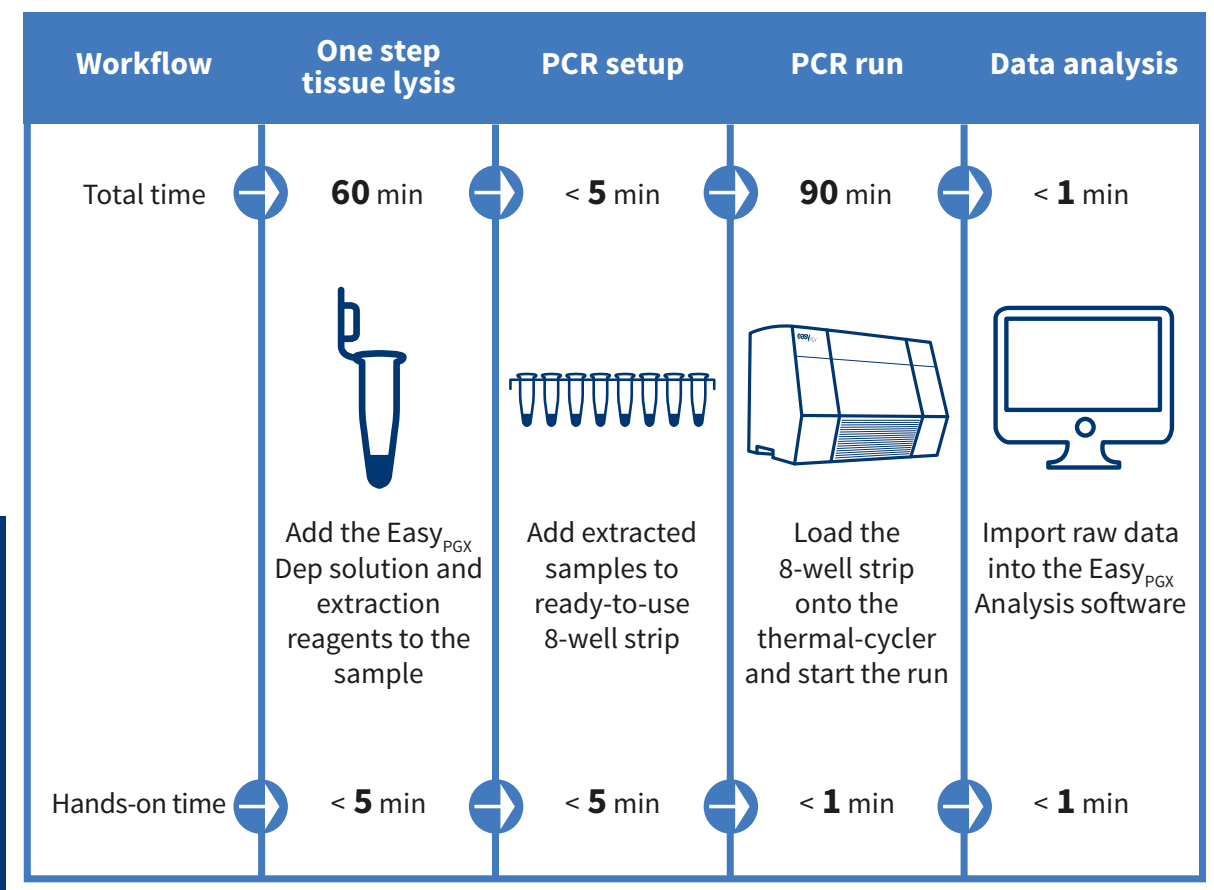 Workflow
One step
tissue lysis
PCR setup
PCR run
Data analysis
Total time
60 min
< 5 min
90 min
< 1 min
easy
Add the EasyPGX
Dep solution and
extraction
reagents to the
sample
Add extracted
samples to
ready-to-use
8-well strip
Load the
8-well strip
onto the
thermal-cycler
and start the run
Import raw data
into the EasyPGX
Analysis software
Hands-on time
< 5 min
< 5 min
< 1 min
< 1 min